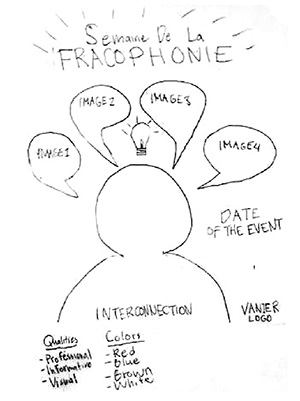 Semaine De La
FRACOPHONIE
IMAGE1
IMAGE2
IMAGE3
IMAGE4
DATE
OF THE EVENT
INTERCONNECTION
VANIER
LOGO
Qualities
- Professional
- Informative
- Visual
Colors
- Red
- Blue
- Brown
- White